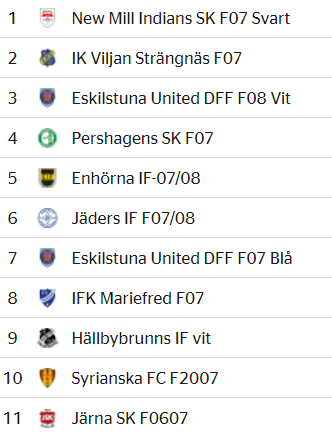 1 New Mill Indians SK F07 Svart
2 IK Viljan Strängnäs F07
3 Eskilstuna United DFF F08 Vit
4 Pershagens SK F07
5 Enhörna IF-07/08
6 Jäders IF F07/08
7 Eskilstuna United DFF F07 Blå
8 IFK Mariefred F07
9 Hällbybrunns IF vit
10 Syrianska FC F2007
11 JSK Järna SK F0607